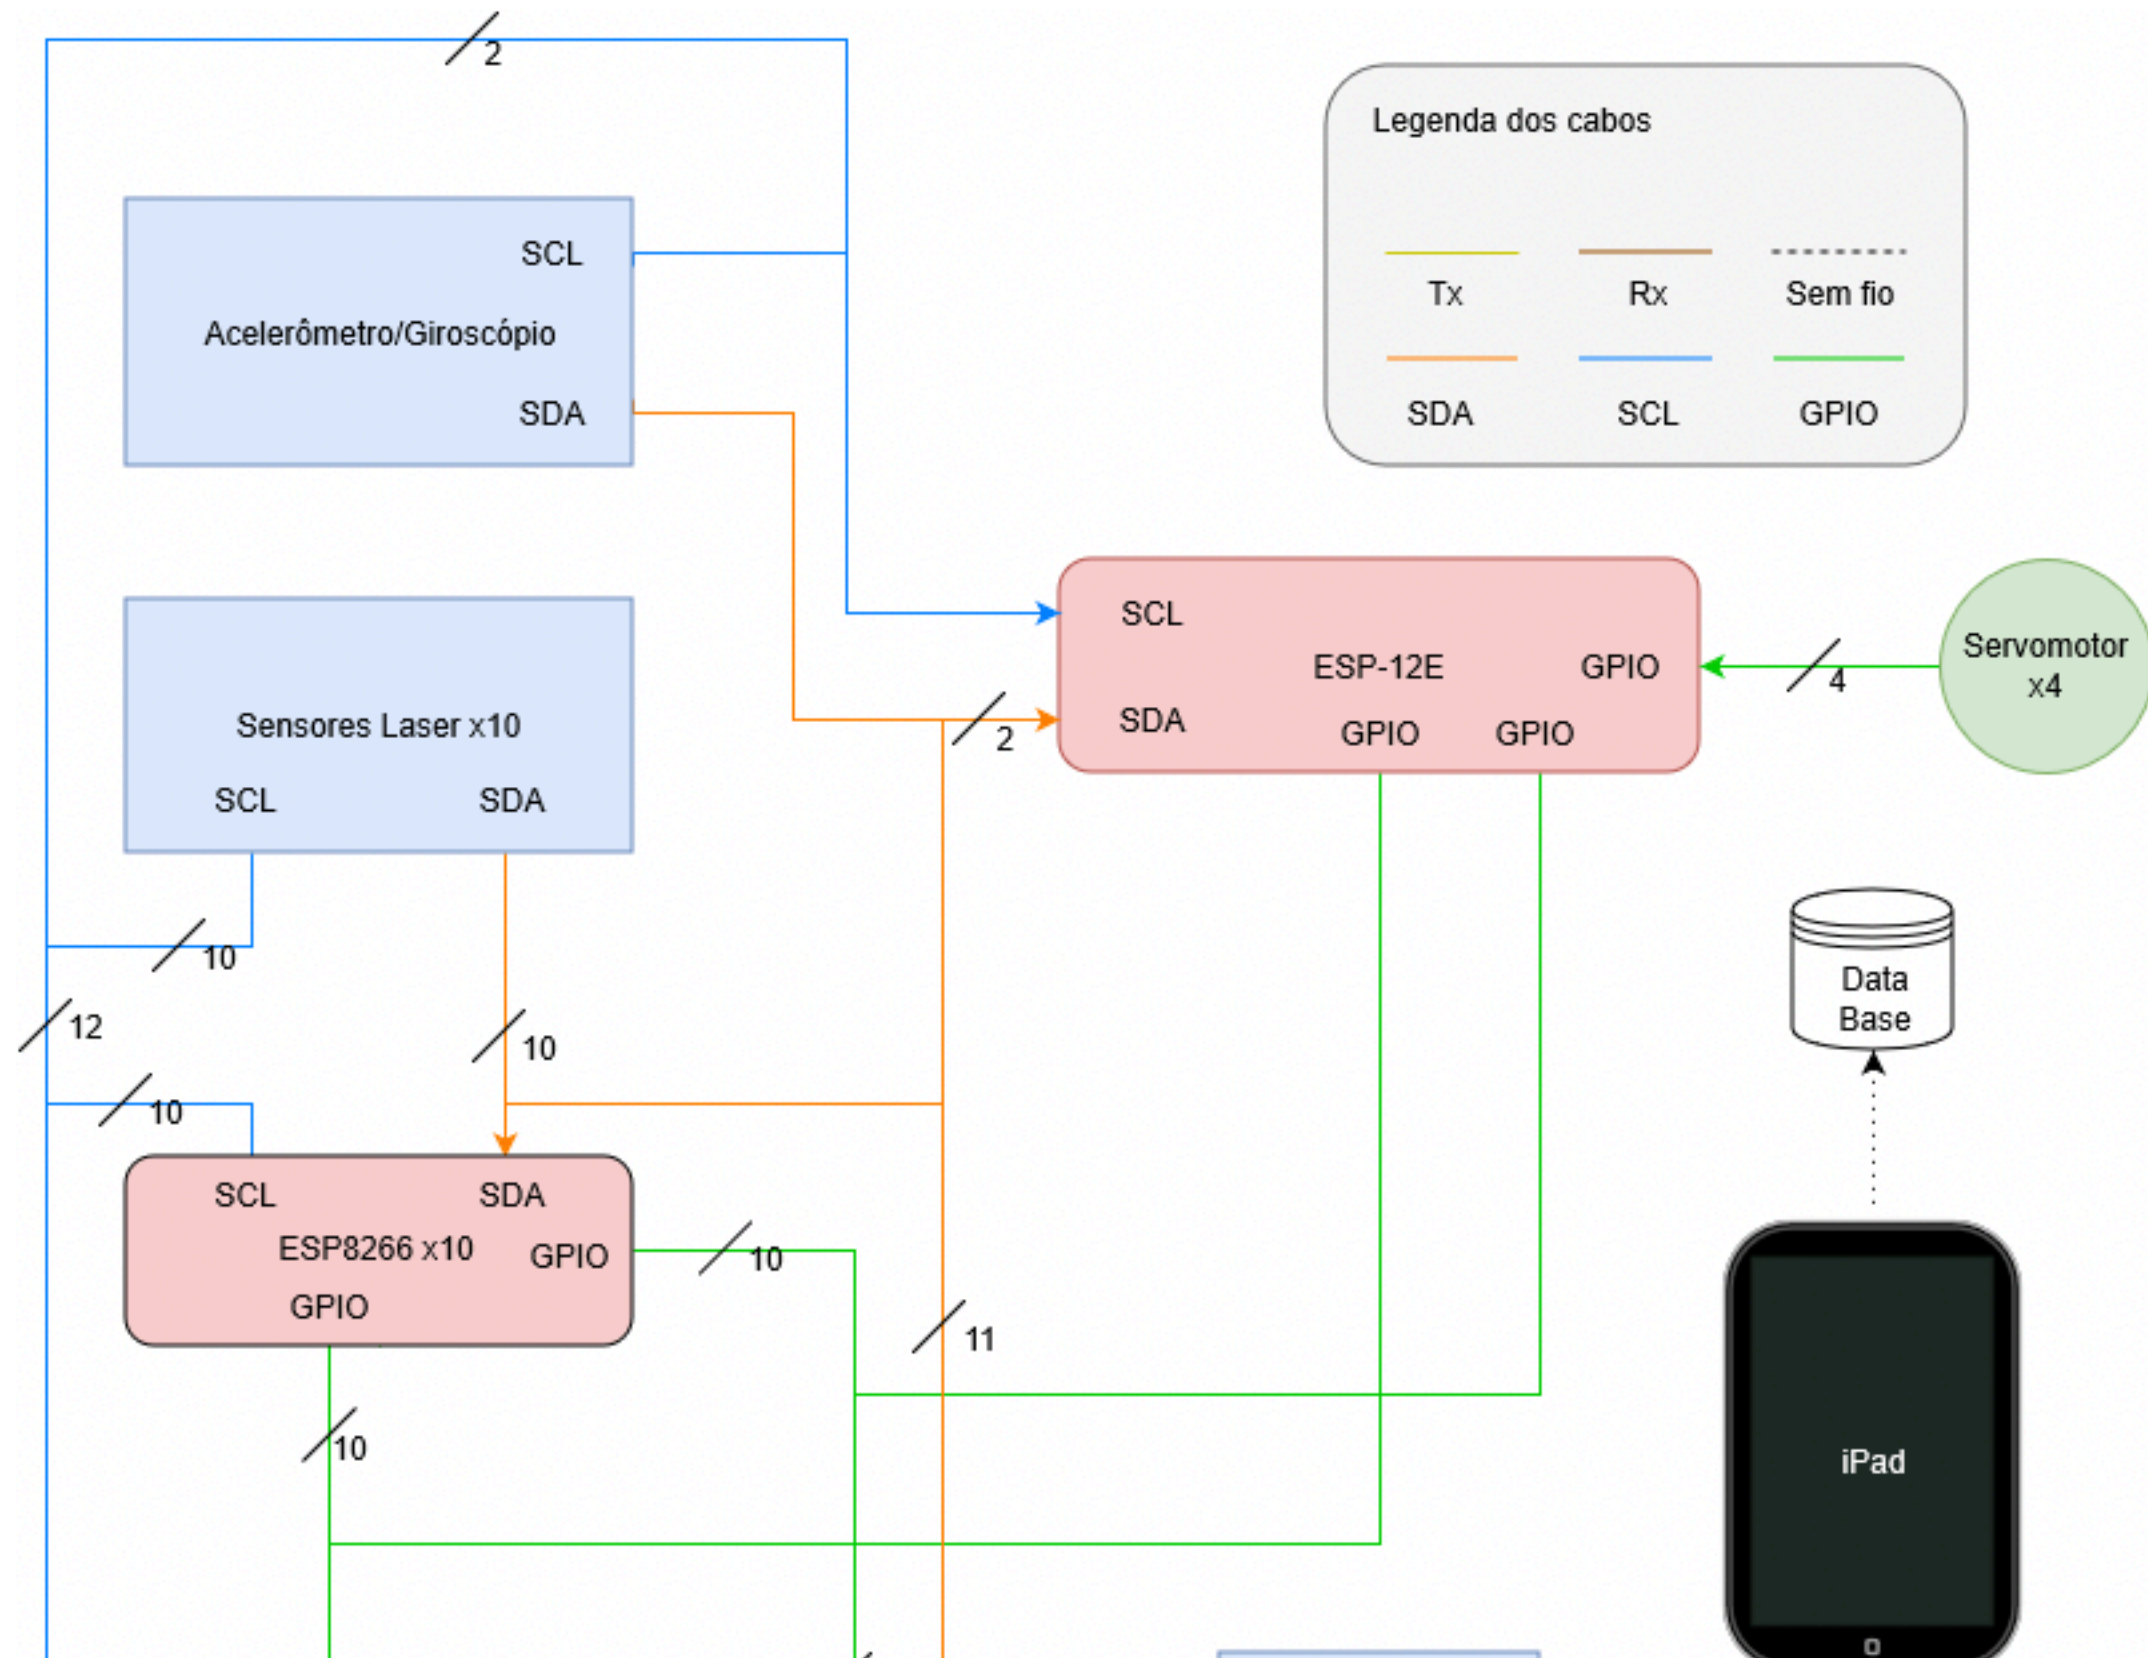 2
Legenda dos cabos
Tx
Rx
Sem fio
SDA
SCL
GPIO
SCL
Acelerômetro/Giroscópio
SDA
Sensores Laser x10
SCL
SDA
SCL
ESP-12E
GPIO
SDA
GPIO
GPIO
4
Servomotor
x4
2
10
12
10
10
Data
Base
SCL
SDA
ESP8266 x10
GPIO
GPIO
10
11
10
iPad